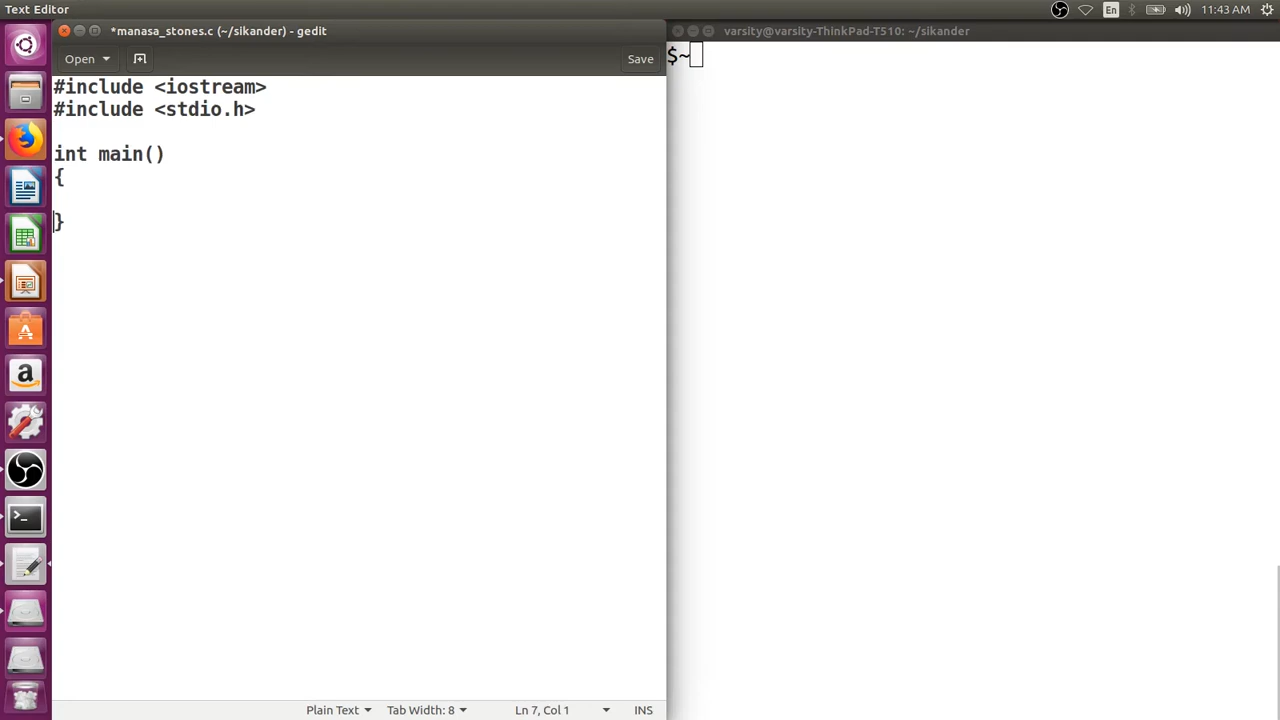 Text Editor
En
11:43 AM
*manasa_stones.c (~/sikander) - gedit
varsity@varsity-ThinkPad-T510: ~/sikander
Open
Save
$~
#include <iostream>
#include <stdio.h>
int main()
{
}
Plain Text
Tab Width: 8
Ln 7, Col 1
INS